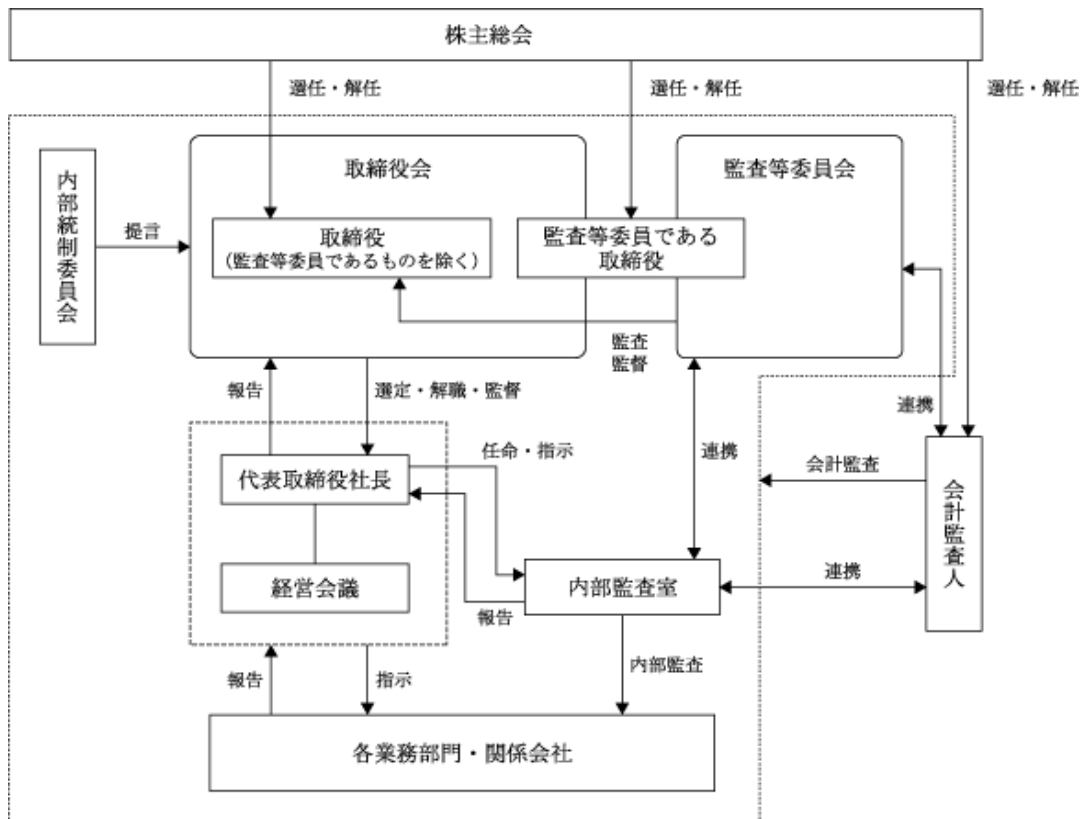 株主総会
選任・解任
選任・解任
選任・解任
内部統制委員会
提言
取締役会
監査等委員会
取締役
(監査等委員であるものを除く)
監査等委員である
取締役
監査
監督
報告
選定・解職・監督
連携
連携
代表取締役社長
任命・指示
会計監査
会計監査人
経営会議
報告
内部監査室
連携
報告
指示
内部監査
各業務部門・関係会社